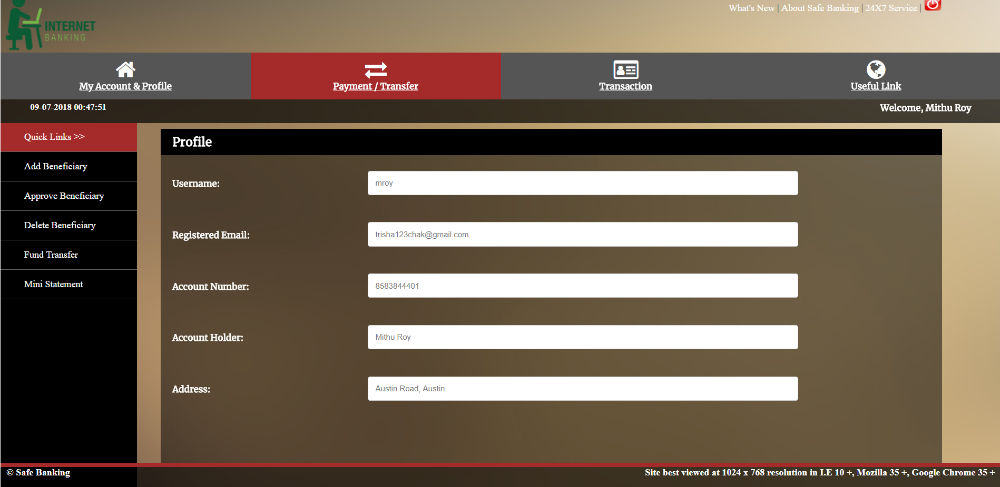 What's New | About Safe Banking | 24X7 Service |
INTERNET
BANKING
My Account & Profile
Payment / Transfer
Transaction
Useful Link
09-07-2018 00:47:51
Welcome, Mithu Roy
Quick Links >>
Add Beneficiary
Approve Beneficiary
Delete Beneficiary
Fund Transfer
Mini Statement
Profile
Username: mroy
Registered Email: trisha123chak@gmail.com
Account Number: 8583844401
Account Holder: Mithu Roy
Address: Austin Road, Austin
© Safe Banking
Site best viewed at 1024 x 768 resolution in I.E 10 +, Mozilla 35 +, Google Chrome 35 +